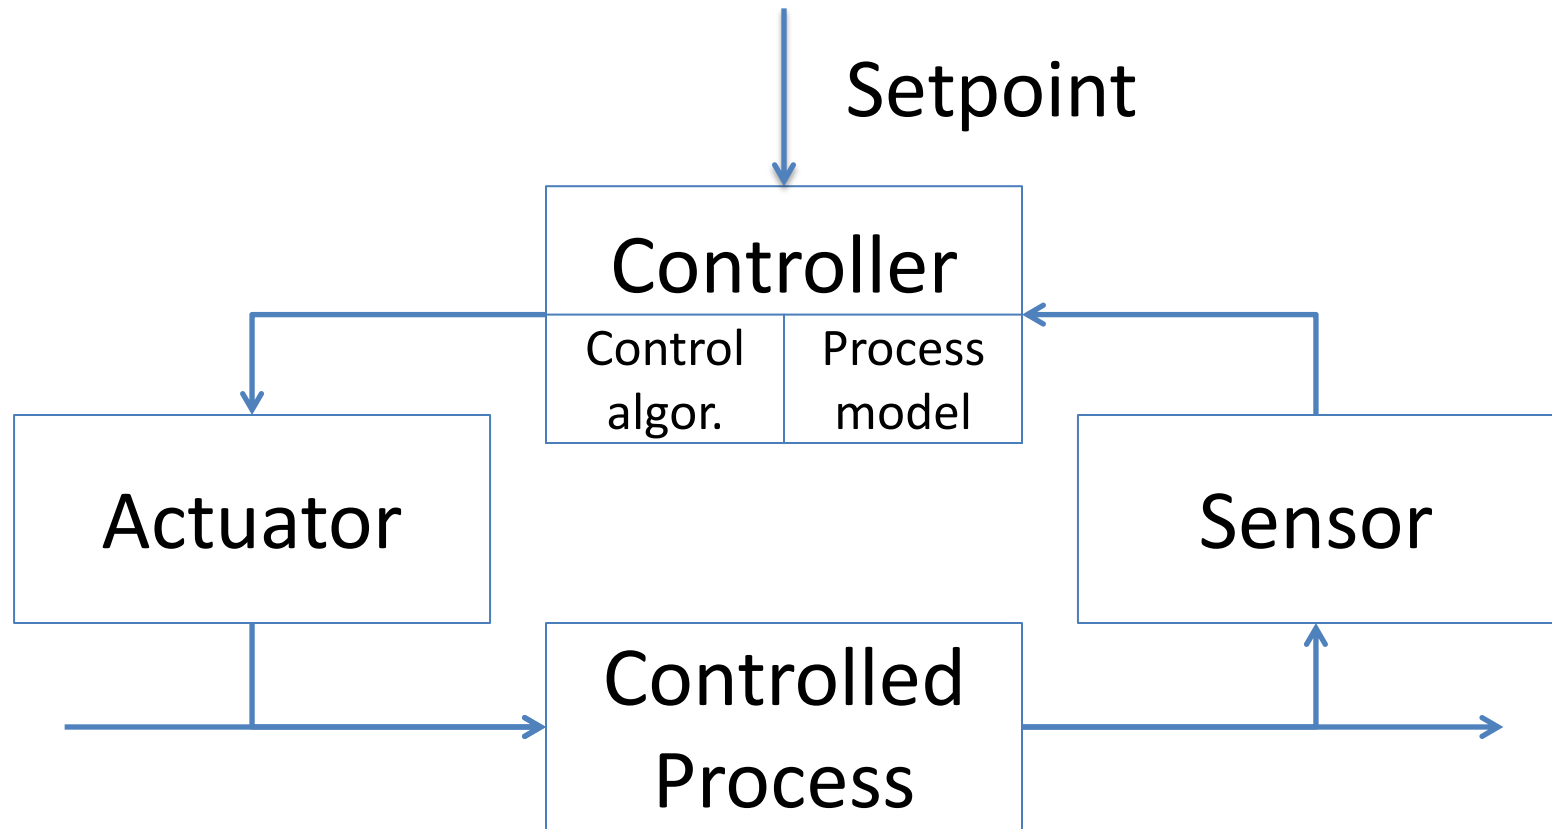 Setpoint
Controller
Control
algor.
Process
model
Actuator
Sensor
Controlled
Process